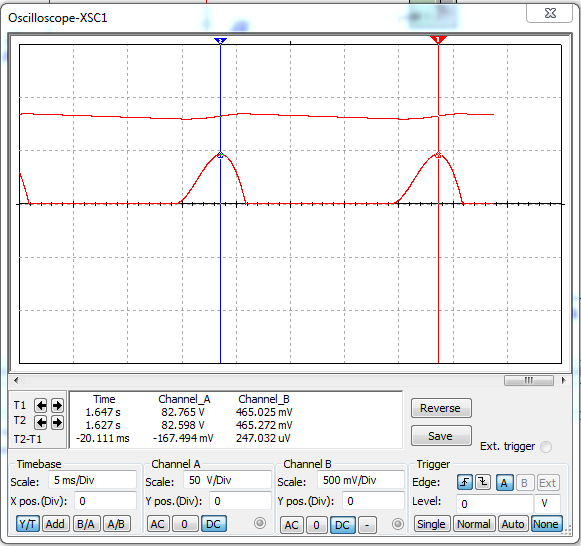 Oscilloscope-XSC1
2 1
Time Channel_A Channel_B
T1 1.647 s 82.765 V 465.025 mV
T2 1.627 s 82.598 V 465.272 mV
T2-T1 -20.111 ms -167.494 mV 247.032 uV
Reverse
Save
Ext. trigger
Timebase Channel A Channel B Trigger
Scale: 5 ms/Div Scale: 50 V/Div Scale: 500 mV/Div Edge: A B Ext
X pos.(Div): 0 Y pos.(Div): 0 Y pos.(Div): 0 Level: 0 V
Y/T Add B/A A/B AC 0 DC AC 0 DC - Single Normal Auto None